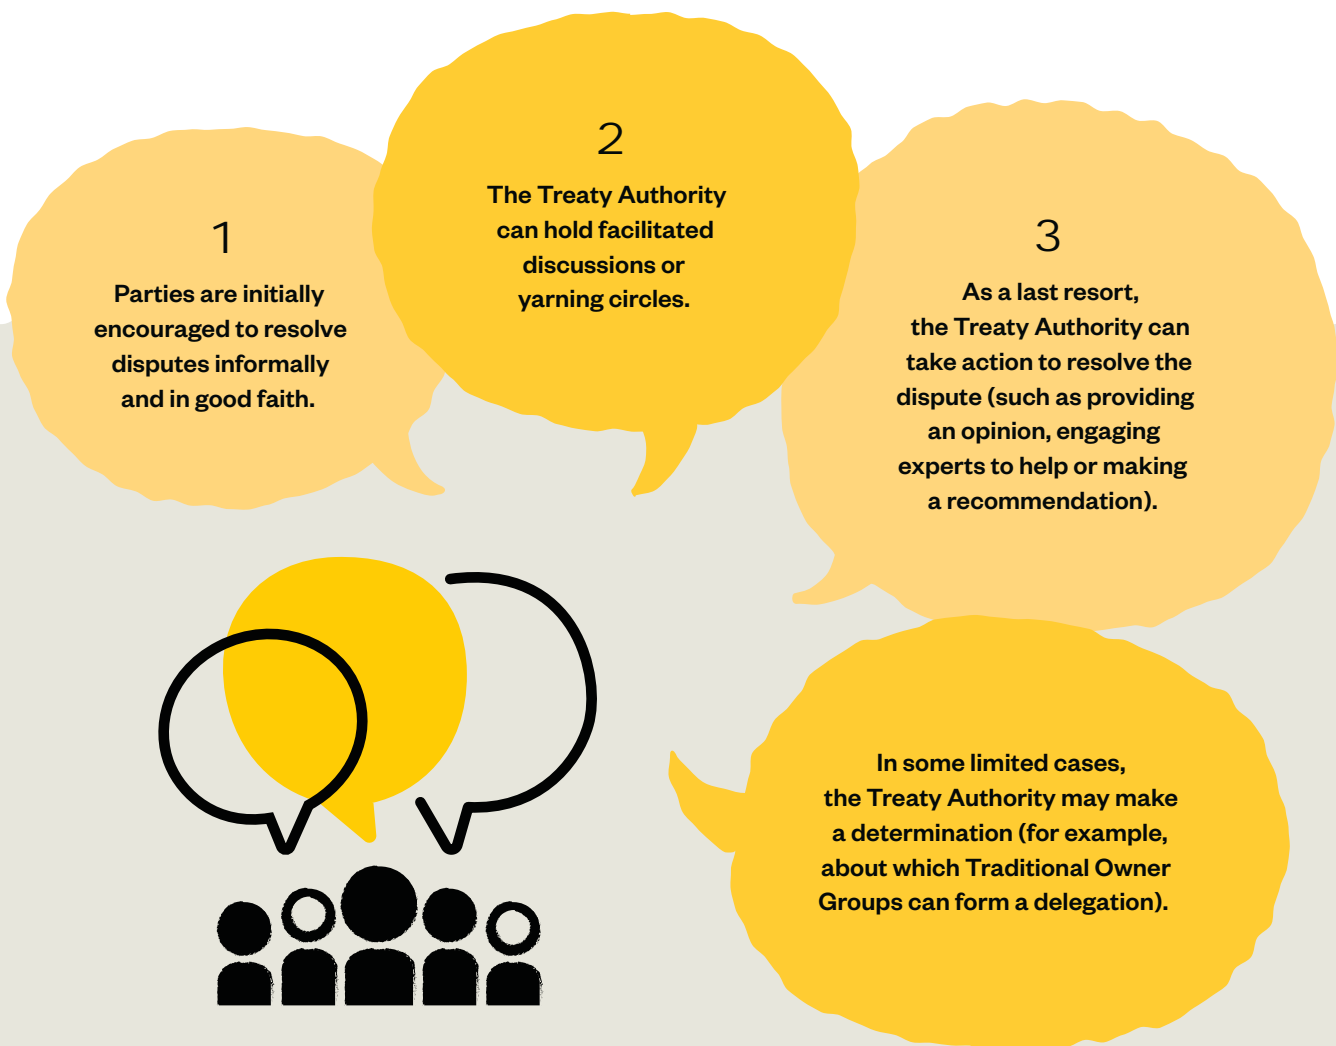 1
Parties are initially
encouraged to resolve
disputes informally
and in good faith.
2
The Treaty Authority
can hold facilitated
discussions or
yarning circles.
3
As a last resort,
the Treaty Authority can
take action to resolve the
dispute (such as providing
an opinion, engaging
experts to help or making
a recommendation).
In some limited cases,
the Treaty Authority may make
a determination (for example,
about which Traditional Owner
Groups can form a delegation).